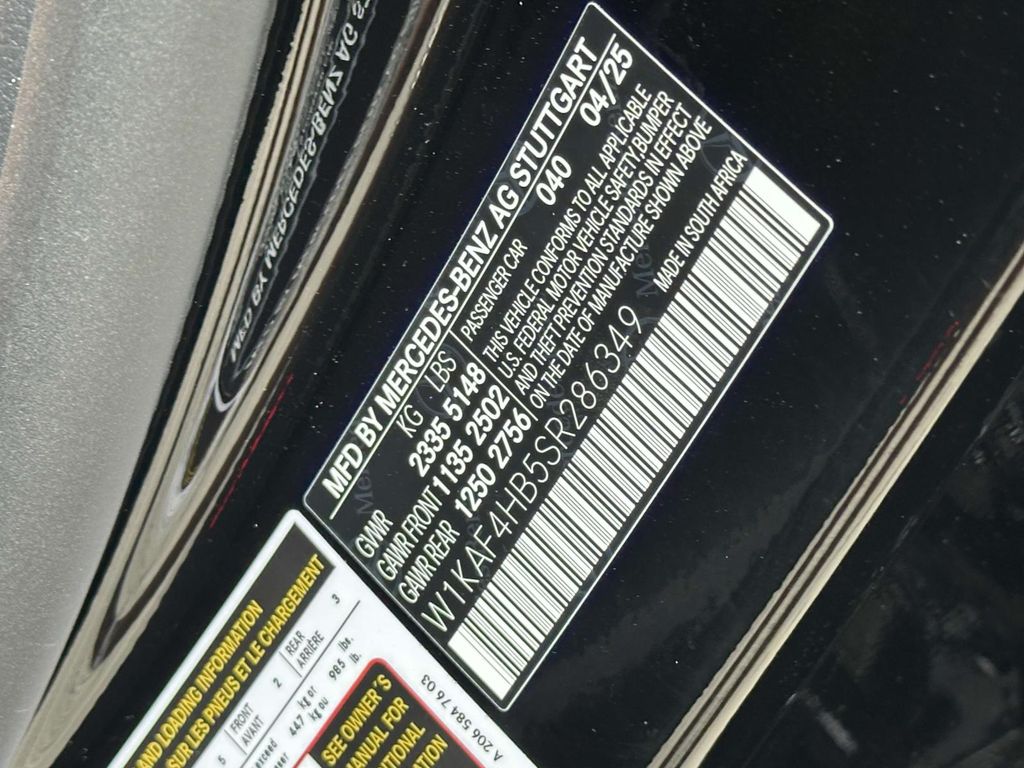 MFD BY MERCEDES-BENZ AG STUTTGART
KG LBS 040 04/25
GVWR 2335 5148 PASSENGER CAR
GAWR FRONT 1135 2502
GAWR REAR 1250 2756
THIS VEHICLE CONFORMS TO ALL APPLICABLE
U.S. FEDERAL MOTOR VEHICLE SAFETY, BUMPER
AND THEFT PREVENTION STANDARDS IN EFFECT
ON THE DATE OF MANUFACTURE SHOWN ABOVE
W1KAF4HB5SR286349
MADE IN SOUTH AFRICA
AND LOADING INFORMATION
SUR LES PNEUS ET LE CHARGEMENT
5 FRONT 2 REAR 3
AVANT ARRIÈRE
exceed 447 kg or 985 lbs.
kg ou lb.
SEE OWNER'S
MANUAL FOR
A 206 584 76 03